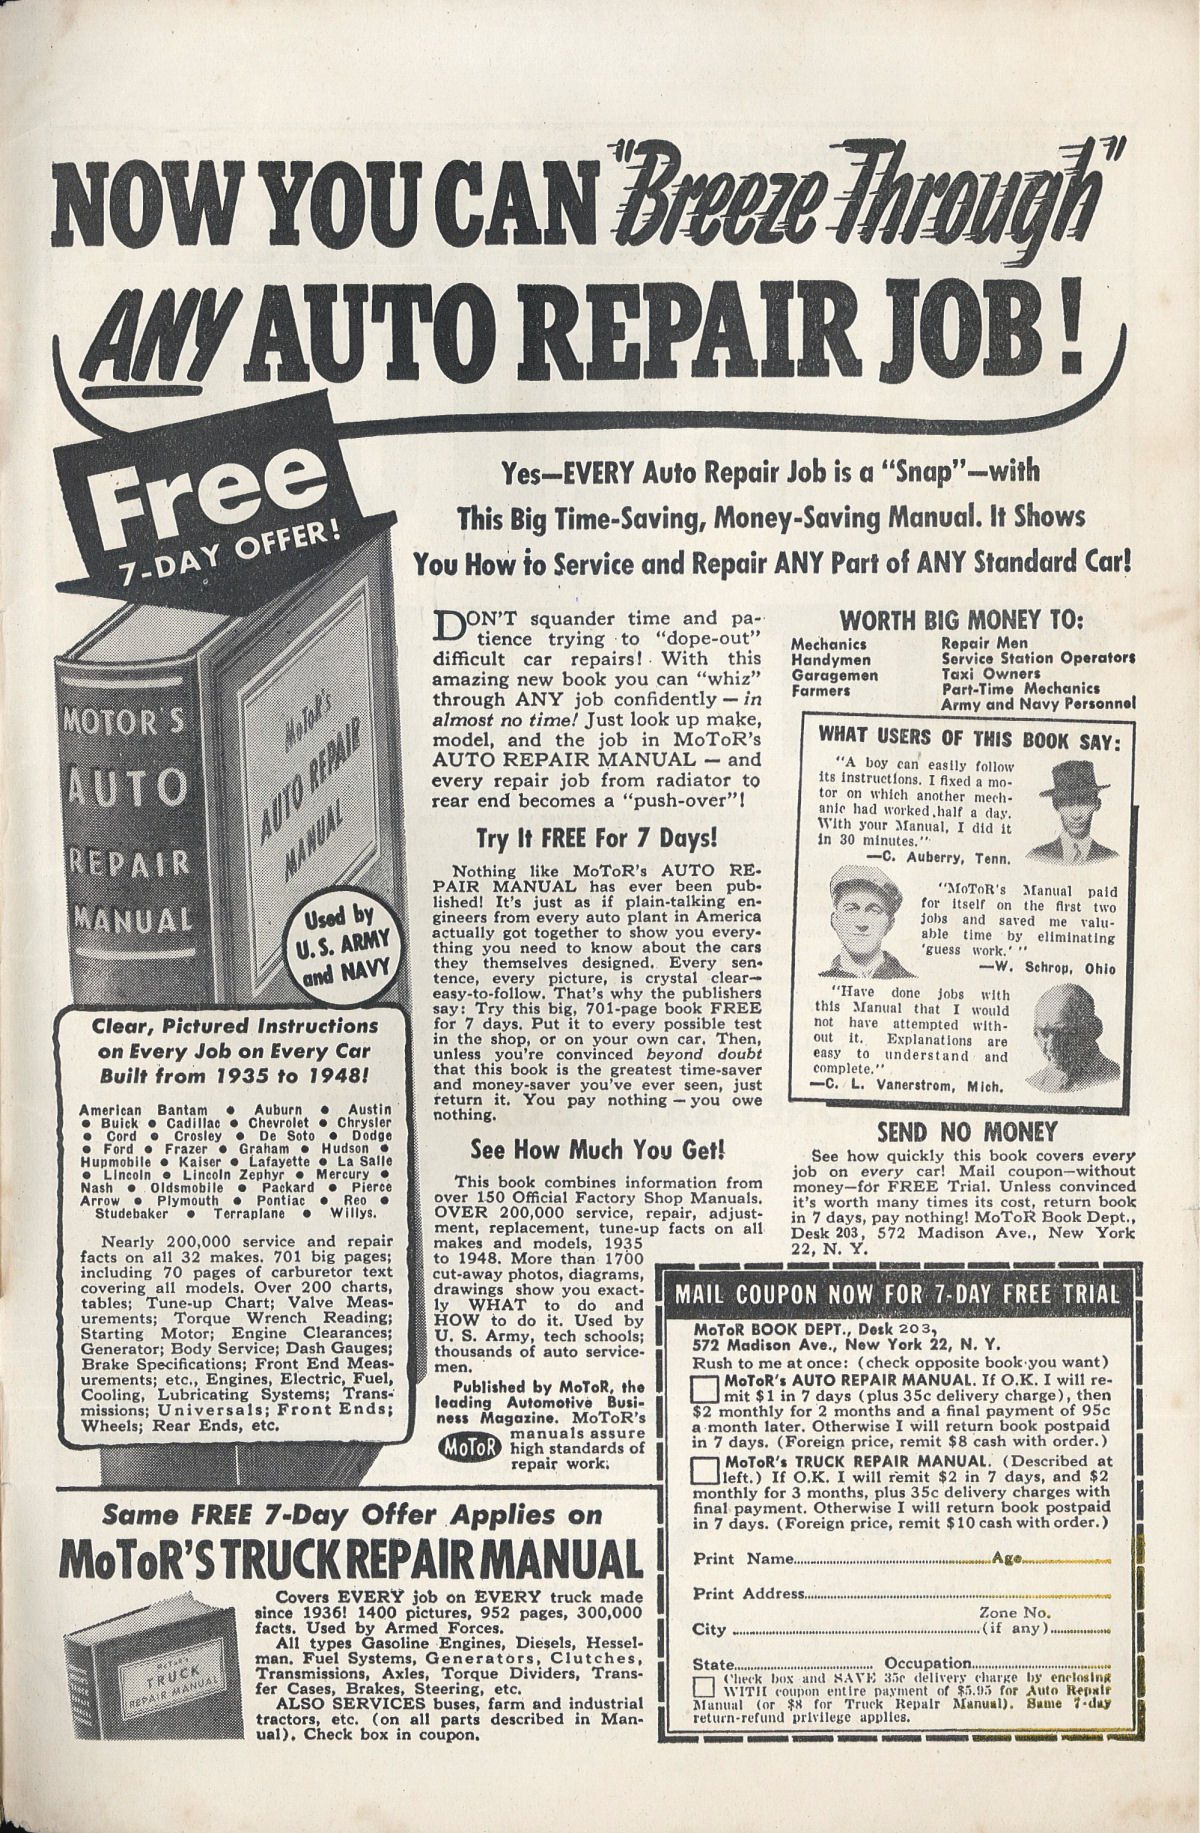 NOW YOU CAN "Breeze Through"
ANY AUTO REPAIR JOB!
Free
7-DAY OFFER!
Yes—EVERY Auto Repair Job is a "Snap"—with
This Big Time-Saving, Money-Saving Manual. It Shows
You How to Service and Repair ANY Part of ANY Standard Car!
MOTOR'S
AUTO
REPAIR
MANUAL
MoToR's
AUTO REPAIR
MANUAL
Used by
U. S. ARMY
and NAVY
Clear, Pictured Instructions
on Every Job on Every Car
Built from 1935 to 1948!
American Bantam • Auburn • Austin
• Buick • Cadillac • Chevrolet • Chrysler
• Cord • Crosley • De Soto • Dodge
• Ford • Frazer • Graham • Hudson •
Hupmobile • Kaiser • Lafayette • La Salle
• Lincoln • Lincoln Zephyr • Mercury •
Nash • Oldsmobile • Packard • Pierce
Arrow • Plymouth • Pontiac • Reo •
Studebaker • Terraplane • Willys.
Nearly 200,000 service and repair
facts on all 32 makes. 701 big pages;
including 70 pages of carburetor text
covering all models. Over 200 charts,
tables; Tune-up Chart; Valve Meas-
urements; Torque Wrench Reading;
Starting Motor; Engine Clearances;
Generator; Body Service; Dash Gauges;
Brake Specifications; Front End Meas-
urements; etc., Engines, Electric, Fuel,
Cooling, Lubricating Systems; Trans-
missions; Universals; Front Ends;
Wheels; Rear Ends, etc.
DON'T squander time and pa-
tience trying to "dope-out"
difficult car repairs! With this
amazing new book you can "whiz"
through ANY job confidently — in
almost no time! Just look up make,
model, and the job in MoToR's
AUTO REPAIR MANUAL — and
every repair job from radiator to
rear end becomes a "push-over"!
Try It FREE For 7 Days!
Nothing like MoToR's AUTO RE-
PAIR MANUAL has ever been pub-
lished! It's just as if plain-talking en-
gineers from every auto plant in America
actually got together to show you every-
thing you need to know about the cars
they themselves designed. Every sen-
tence, every picture, is crystal clear—
easy-to-follow. That's why the publishers
say: Try this big, 701-page book FREE
for 7 days. Put it to every possible test
in the shop, or on your own car. Then,
unless you're convinced beyond doubt
that this book is the greatest time-saver
and money-saver you've ever seen, just
return it. You pay nothing — you owe
nothing.
See How Much You Get!
This book combines information from
over 150 Official Factory Shop Manuals.
OVER 200,000 service, repair, adjust-
ment, replacement, tune-up facts on all
makes and models, 1935
to 1948. More than 1700
cut-away photos, diagrams,
drawings show you exact-
ly WHAT to do and
HOW to do it. Used by
U. S. Army, tech schools;
thousands of auto service-
men.
Published by MoToR, the
leading Automotive Busi-
ness Magazine. MoToR's
manuals assure
high standards of
repair work.
MoToR
WORTH BIG MONEY TO:
Mechanics
Handymen
Garagemen
Farmers
Repair Men
Service Station Operators
Taxi Owners
Part-Time Mechanics
Army and Navy Personnel
WHAT USERS OF THIS BOOK SAY:
"A boy can easily follow
its instructions. I fixed a mo-
tor on which another mech-
anic had worked half a day.
With your Manual, I did it
in 30 minutes."
—C. Auberry, Tenn.
"MoToR's Manual paid
for itself on the first two
jobs and saved me valu-
able time by eliminating
'guess work.' "
—W. Schrop, Ohio
"Have done jobs with
this Manual that I would
not have attempted with-
out it. Explanations are
easy to understand and
complete."
—C. L. Vanerstrom, Mich.
SEND NO MONEY
See how quickly this book covers every
job on every car! Mail coupon—without
money—for FREE Trial. Unless convinced
it's worth many times its cost, return book
in 7 days, pay nothing! MoToR Book Dept.,
Desk 203, 572 Madison Ave., New York
22, N. Y.
Same FREE 7-Day Offer Applies on
MoToR'S TRUCK REPAIR MANUAL
MoToR's
TRUCK
REPAIR MANUAL
Covers EVERY job on EVERY truck made
since 1936! 1400 pictures, 952 pages, 300,000
facts. Used by Armed Forces.
All types Gasoline Engines, Diesels, Hessel-
man. Fuel Systems, Generators, Clutches,
Transmissions, Axles, Torque Dividers, Trans-
fer Cases, Brakes, Steering, etc.
ALSO SERVICES buses, farm and industrial
tractors, etc. (on all parts described in Man-
ual). Check box in coupon.
MAIL COUPON NOW FOR 7-DAY FREE TRIAL
MoToR BOOK DEPT., Desk 203,
572 Madison Ave., New York 22, N. Y.
Rush to me at once: (check opposite book you want)
MoToR's AUTO REPAIR MANUAL. If O.K. I will re-
mit $1 in 7 days (plus 35c delivery charge), then
$2 monthly for 2 months and a final payment of 95c
a month later. Otherwise I will return book postpaid
in 7 days. (Foreign price, remit $8 cash with order.)
MoToR's TRUCK REPAIR MANUAL. (Described at
left.) If O.K. I will remit $2 in 7 days, and $2
monthly for 3 months, plus 35c delivery charges with
final payment. Otherwise I will return book postpaid
in 7 days. (Foreign price, remit $10 cash with order.)
Print Name Age
Print Address
Zone No.
City (if any)
State Occupation
Check box and SAVE 35c delivery charge by enclosing
WITH coupon entire payment of $5.95 for Auto Repair
Manual (or $8 for Truck Repair Manual). Same 7-day
return-refund privilege applies.